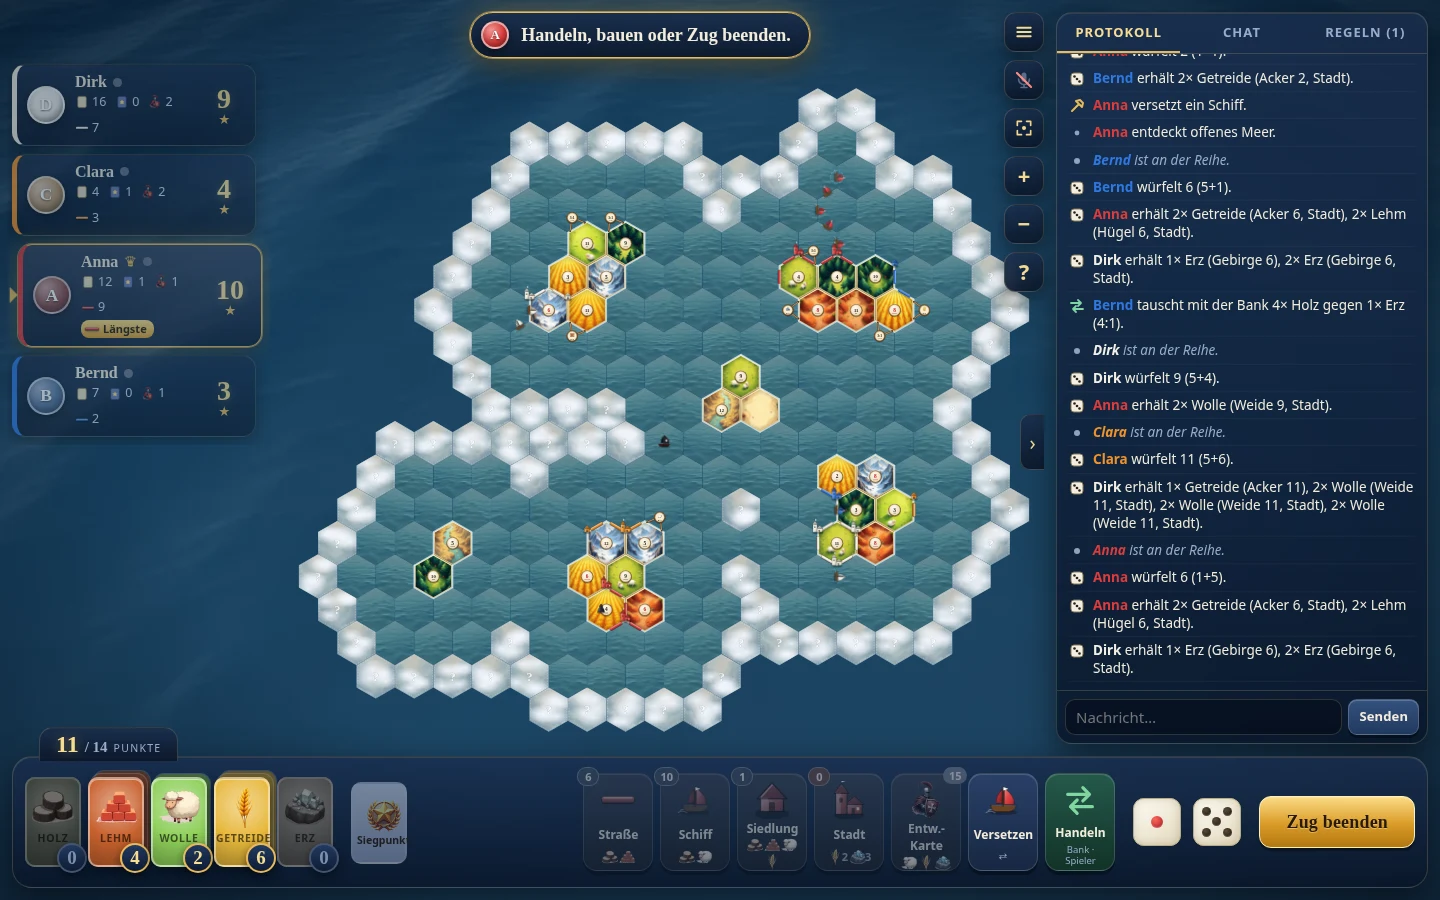 A Handeln, bauen oder Zug beenden.
PROTOKOLL CHAT REGELN (1)
D Dirk 9
16 0 2
7
C Clara 4
4 1 2
3
A Anna 10
12 1 1
9
Längste
B Bernd 3
7 0 1
2
+
−
?
›
Bernd erhält 2× Getreide (Acker 2, Stadt).
Anna versetzt ein Schiff.
Anna entdeckt offenes Meer.
Bernd ist an der Reihe.
Bernd würfelt 6 (5+1).
Anna erhält 2× Getreide (Acker 6, Stadt), 2× Lehm
(Hügel 6, Stadt).
Dirk erhält 1× Erz (Gebirge 6), 2× Erz (Gebirge 6,
Stadt).
Bernd tauscht mit der Bank 4× Holz gegen 1× Erz
(4:1).
Dirk ist an der Reihe.
Dirk würfelt 9 (5+4).
Anna erhält 2× Wolle (Weide 9, Stadt).
Clara ist an der Reihe.
Clara würfelt 11 (5+6).
Dirk erhält 1× Getreide (Acker 11), 2× Wolle (Weide
11, Stadt), 2× Wolle (Weide 11, Stadt), 2× Wolle
(Weide 11, Stadt).
Anna ist an der Reihe.
Anna würfelt 6 (1+5).
Anna erhält 2× Getreide (Acker 6, Stadt), 2× Lehm
(Hügel 6, Stadt).
Dirk erhält 1× Erz (Gebirge 6), 2× Erz (Gebirge 6,
Stadt).
Nachricht...
Senden
11 / 14 PUNKTE
HOLZ 0
LEHM 4
WOLLE 2
GETREIDE 6
ERZ 0
Siegpunkt
6 Straße
10 Schiff
1 Siedlung
0 Stadt 2 3
15 Entw.-
Karte
Versetzen
Handeln
Bank ·
Spieler
Zug beenden